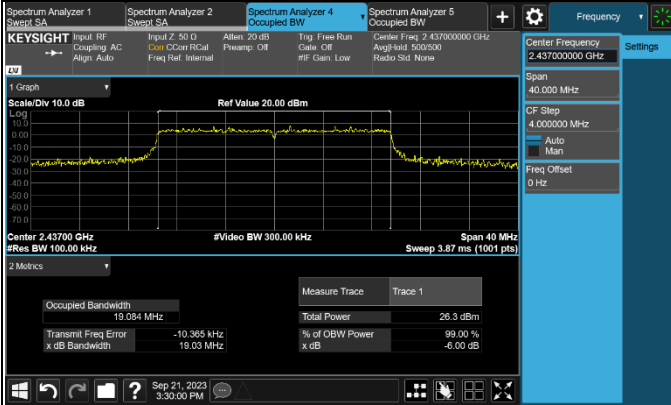 Spectrum Analyzer 1
Swept SA
Spectrum Analyzer 2
Swept SA
Spectrum Analyzer 4
Occupied BW
Spectrum Analyzer 5
Occupied BW
+
Frequency
KEYSIGHT
Input: RF
Coupling: AC
Align: Auto
Input Z: 50 Ω
Corr CCorr RCal
Freq Ref: Internal
Atten: 20 dB
Preamp: Off
Trig: Free Run
Gate: Off
#IF Gain: Low
Center Freq: 2.437000000 GHz
Avg|Hold: 500/500
Radio Std: None
LXI
Center Frequency
2.437000000 GHz
Settings
Span
40.000 MHz
CF Step
4.000000 MHz
Auto
Man
Freq Offset
0 Hz
1 Graph
Scale/Div 10.0 dB
Ref Value 20.00 dBm
Log
10.0
0.00
-10.0
-20.0
-30.0
-40.0
-50.0
-60.0
-70.0
Center 2.43700 GHz
#Video BW 300.00 kHz
Span 40 MHz
#Res BW 100.00 kHz
Sweep 3.87 ms (1001 pts)
2 Metrics
Measure Trace
Trace 1
Occupied Bandwidth
19.084 MHz
Total Power
26.3 dBm
Transmit Freq Error
-10.365 kHz
% of OBW Power
99.00 %
x dB Bandwidth
19.03 MHz
x dB
-6.00 dB
?
Sep 21, 2023
3:30:00 PM